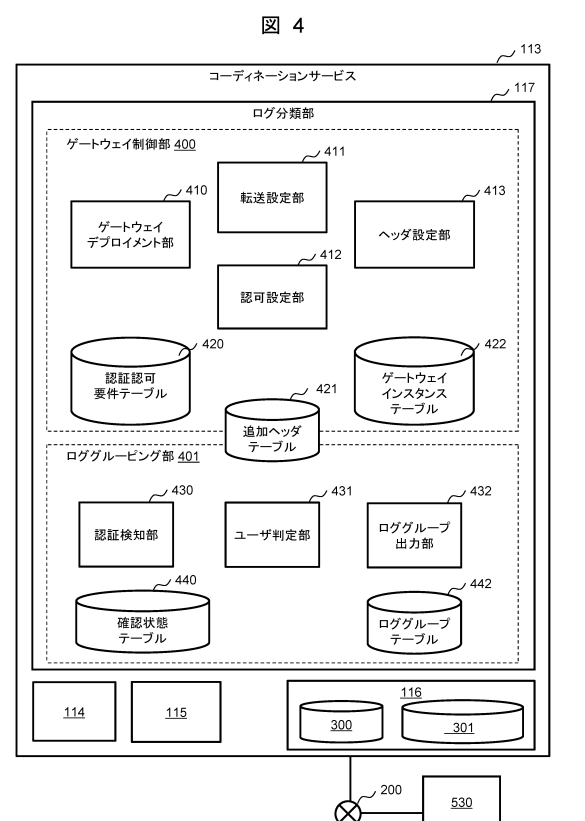 図 4
113
コーディネーションサービス
117
ログ分類部
ゲートウェイ制御部 400
411
転送設定部
410
ゲートウェイ
デプロイメント部
413
ヘッダ設定部
412
認可設定部
420
認証認可
要件テーブル
422
ゲートウェイ
インスタンス
テーブル
421
追加ヘッダ
テーブル
ロググルーピング部 401
430
認証検知部
431
ユーザ判定部
432
ロググループ
出力部
440
確認状態
テーブル
442
ロググループ
テーブル
114
115
116
300
301
200
530